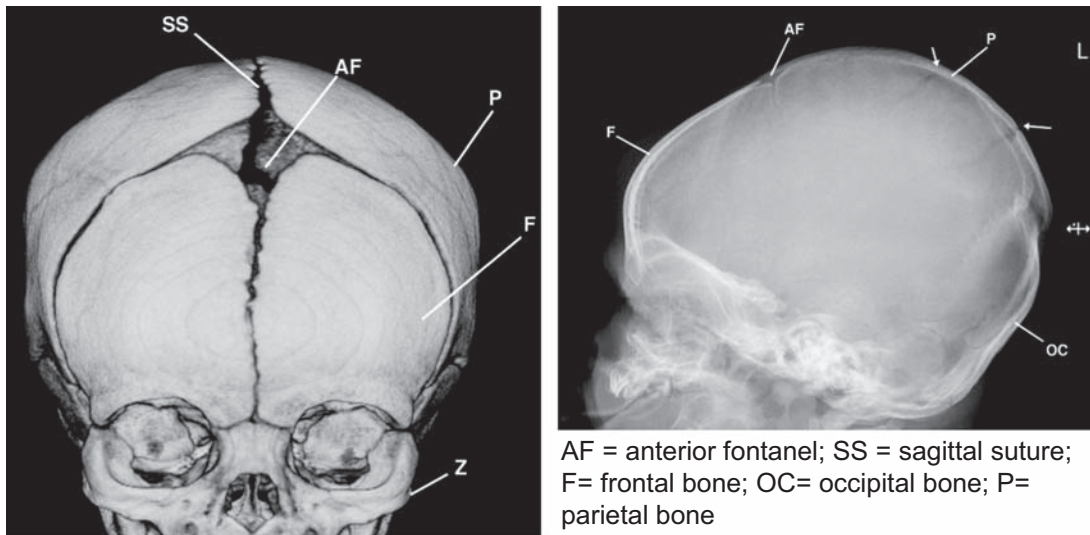 SS
AF
P
F
Z
AF
P
L
F
OC
AF = anterior fontanel; SS = sagittal suture;
F= frontal bone; OC= occipital bone; P=
parietal bone